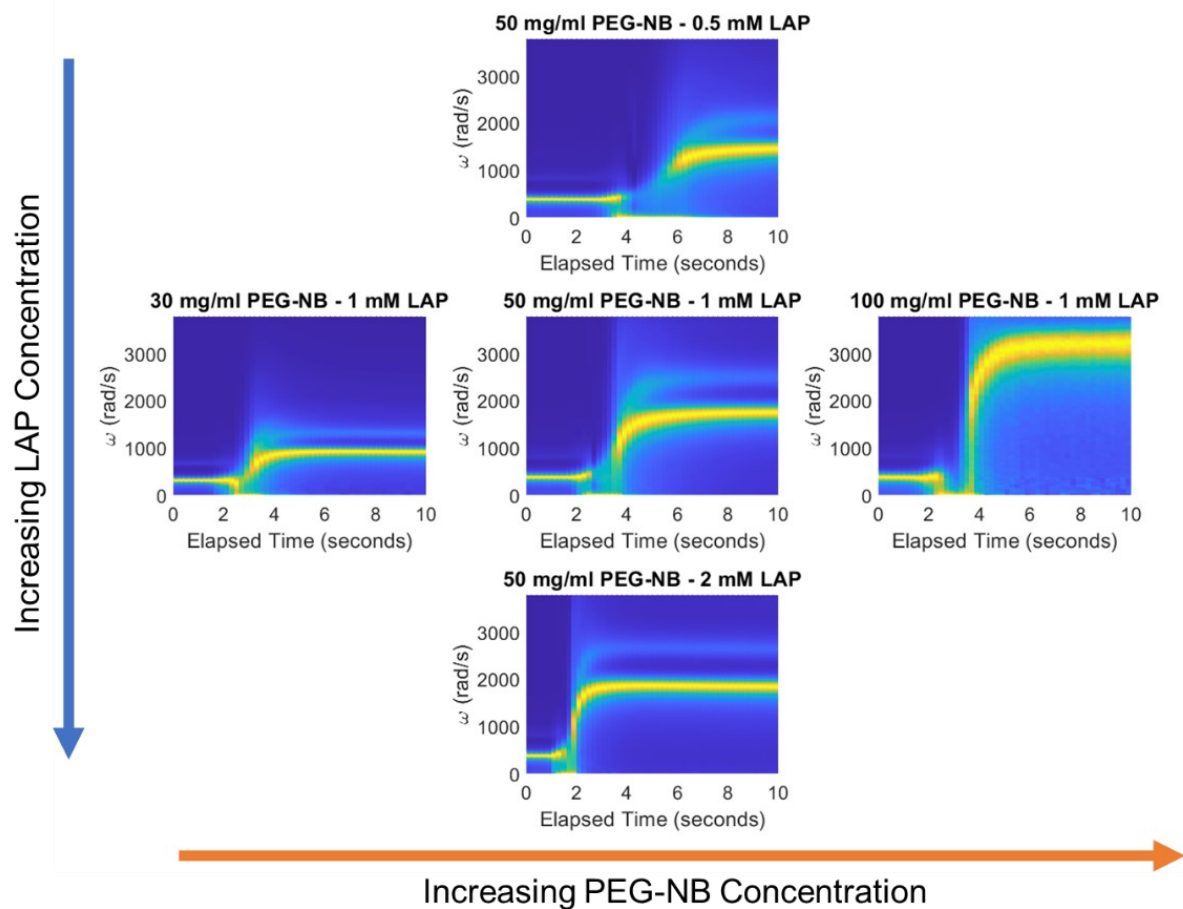 50 mg/ml PEG-NB - 0.5 mM LAP
3000
2000
1000
0
ω (rad/s)
0 2 4 6 8 10
Elapsed Time (seconds)
Increasing LAP Concentration
30 mg/ml PEG-NB - 1 mM LAP
3000
2000
1000
0
ω (rad/s)
0 2 4 6 8 10
Elapsed Time (seconds)
50 mg/ml PEG-NB - 1 mM LAP
3000
2000
1000
0
ω (rad/s)
0 2 4 6 8 10
Elapsed Time (seconds)
100 mg/ml PEG-NB - 1 mM LAP
3000
2000
1000
0
ω (rad/s)
0 2 4 6 8 10
Elapsed Time (seconds)
50 mg/ml PEG-NB - 2 mM LAP
3000
2000
1000
0
ω (rad/s)
0 2 4 6 8 10
Elapsed Time (seconds)
Increasing PEG-NB Concentration